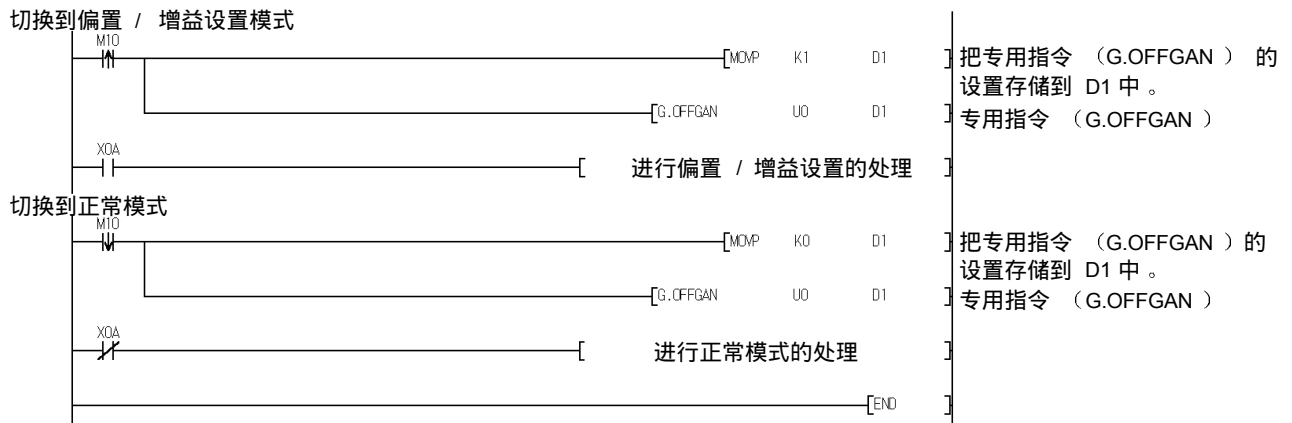 切换到偏置 / 增益设置模式
M10
MOVP K1 D1
把专用指令 （G.OFFGAN ） 的
设置存储到 D1 中 。
G.OFFGAN U0 D1
专用指令 （G.OFFGAN ）
X0A
进行偏置 / 增益设置的处理
切换到正常模式
M10
MOVP K0 D1
把专用指令 （G.OFFGAN ）的
设置存储到 D1 中 。
G.OFFGAN U0 D1
专用指令 （G.OFFGAN ）
X0A
进行正常模式的处理
END